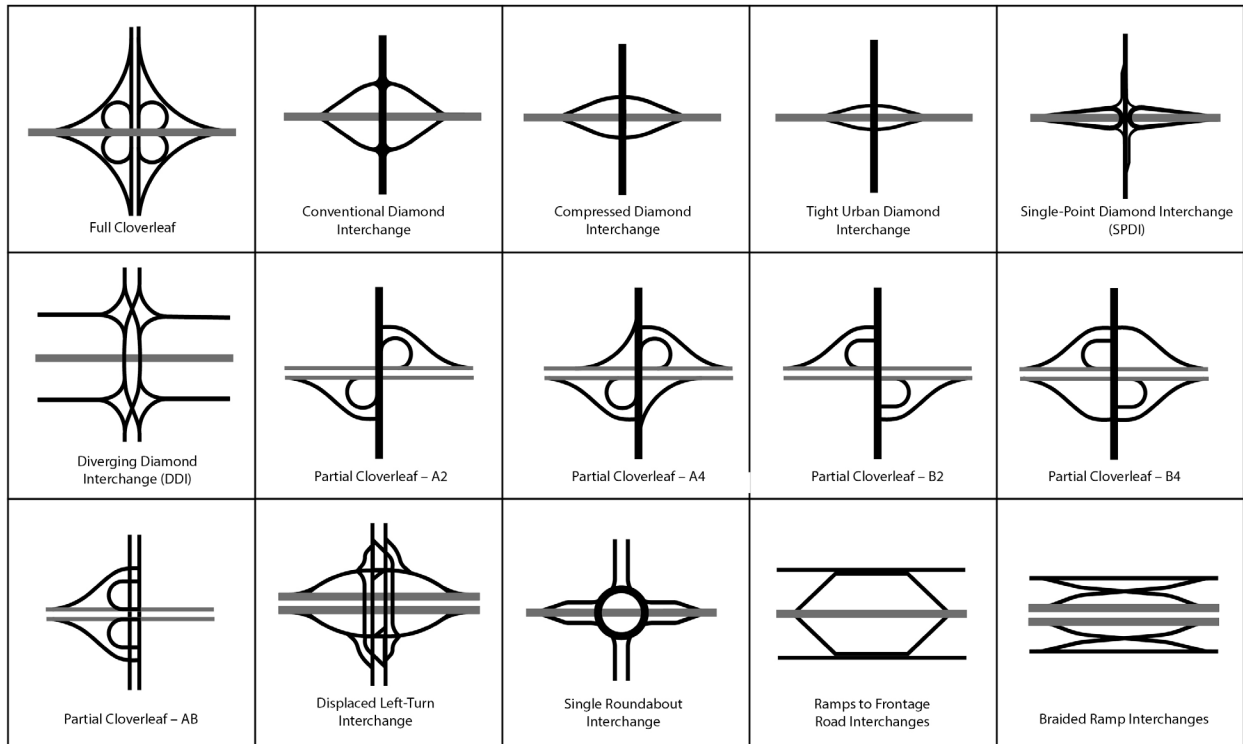 Full Cloverleaf
Conventional Diamond
Interchange
Compressed Diamond
Interchange
Tight Urban Diamond
Interchange
Single-Point Diamond Interchange
(SPDI)
Diverging Diamond
Interchange (DDI)
Partial Cloverleaf – A2
Partial Cloverleaf – A4
Partial Cloverleaf – B2
Partial Cloverleaf – B4
Partial Cloverleaf – AB
Displaced Left-Turn
Interchange
Single Roundabout
Interchange
Ramps to Frontage
Road Interchanges
Braided Ramp Interchanges